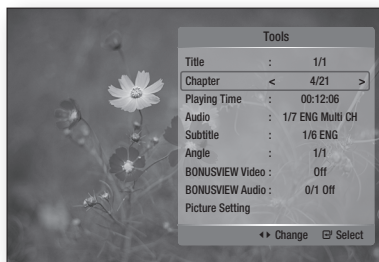 Tools
Title : 1/1
Chapter < 4/21 >
Playing Time : 00:12:06
Audio : 1/7 ENG Multi CH
Subtitle : 1/6 ENG
Angle : 1/1
BONUSVIEW Video : Off
BONUSVIEW Audio : 0/1 Off
Picture Setting
Change Select